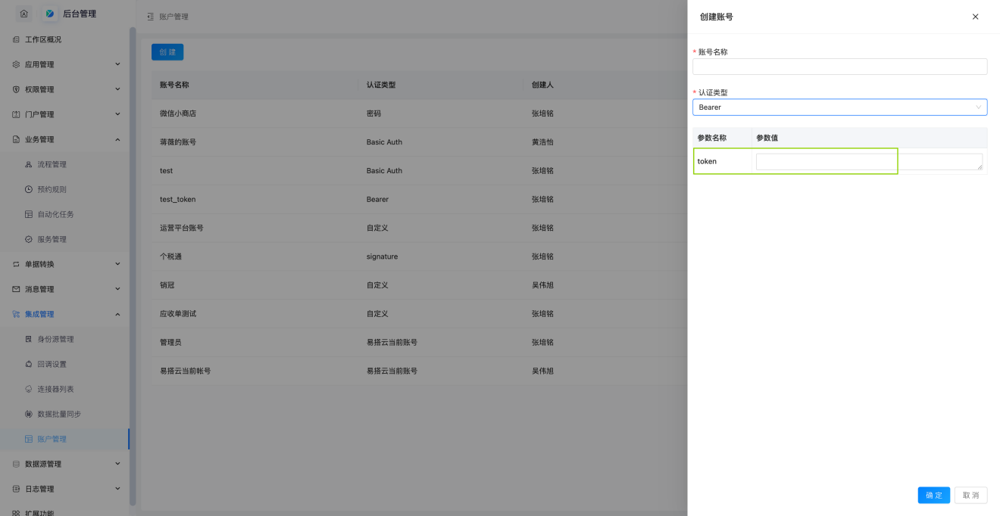 后台管理
工作区概况
应用管理
权限管理
门户管理
业务管理
流程管理
预约规则
自动化任务
服务管理
单据转换
消息管理
集成管理
身份源管理
回调设置
连接器列表
数据批量同步
账户管理
数据源管理
日志管理
扩展功能
账户管理
创 建
账号名称 认证类型 创建人
微信小商店 密码 张培铭
蒋薇的账号 Basic Auth 黄浩怡
test Basic Auth 张培铭
test_token Bearer 张培铭
运营平台账号 自定义 张培铭
个税通 signature 张培铭
销冠 自定义 吴伟旭
应收单测试 自定义 张培铭
管理员 易搭云当前账号 张培铭
易搭云当前帐号 易搭云当前账号 吴伟旭
创建账号
* 账号名称
* 认证类型
Bearer
参数名称 参数值
token
确 定 取 消